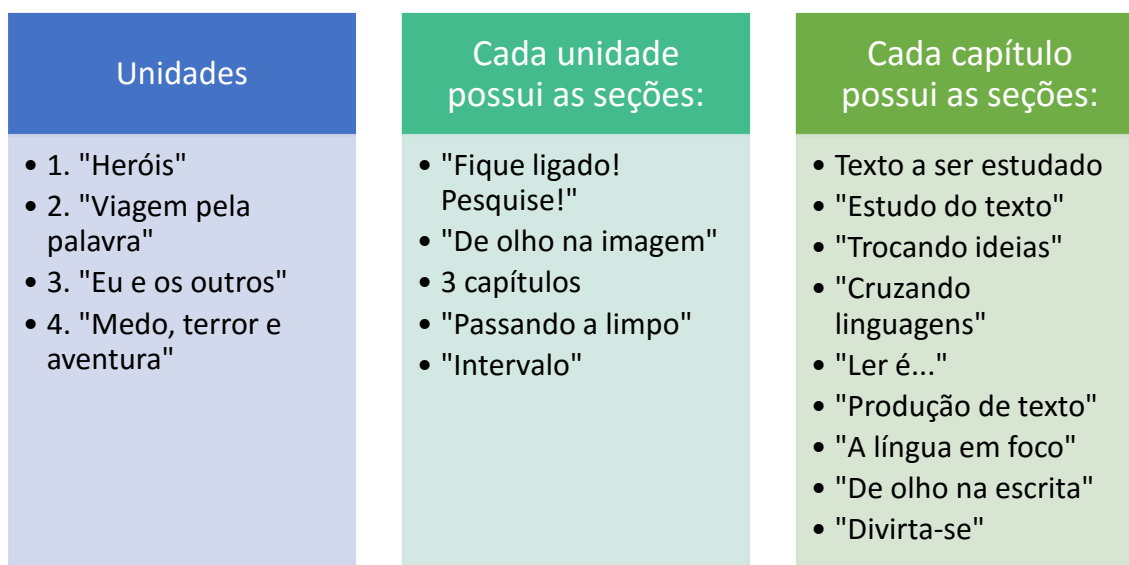 Unidades
• 1. "Heróis"
• 2. "Viagem pela
palavra"
• 3. "Eu e os outros"
• 4. "Medo, terror e
aventura"
Cada unidade
possui as seções:
• "Fique ligado!
Pesquise!"
• "De olho na imagem"
• 3 capítulos
• "Passando a limpo"
• "Intervalo"
Cada capítulo
possui as seções:
• Texto a ser estudado
• "Estudo do texto"
• "Trocando ideias"
• "Cruzando
linguagens"
• "Ler é..."
• "Produção de texto"
• "A língua em foco"
• "De olho na escrita"
• "Divirta-se"